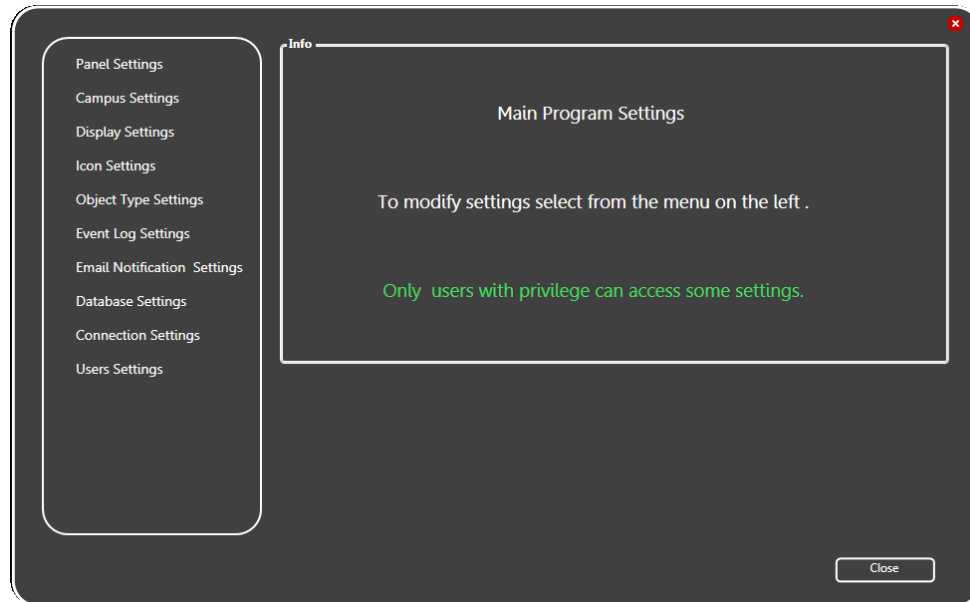 Panel Settings
Campus Settings
Display Settings
Icon Settings
Object Type Settings
Event Log Settings
Email Notification  Settings
Database Settings
Connection Settings
Users Settings
Info
Main Program Settings
To modify settings select from the menu on the left .
Only  users with privilege can access some settings.
Close